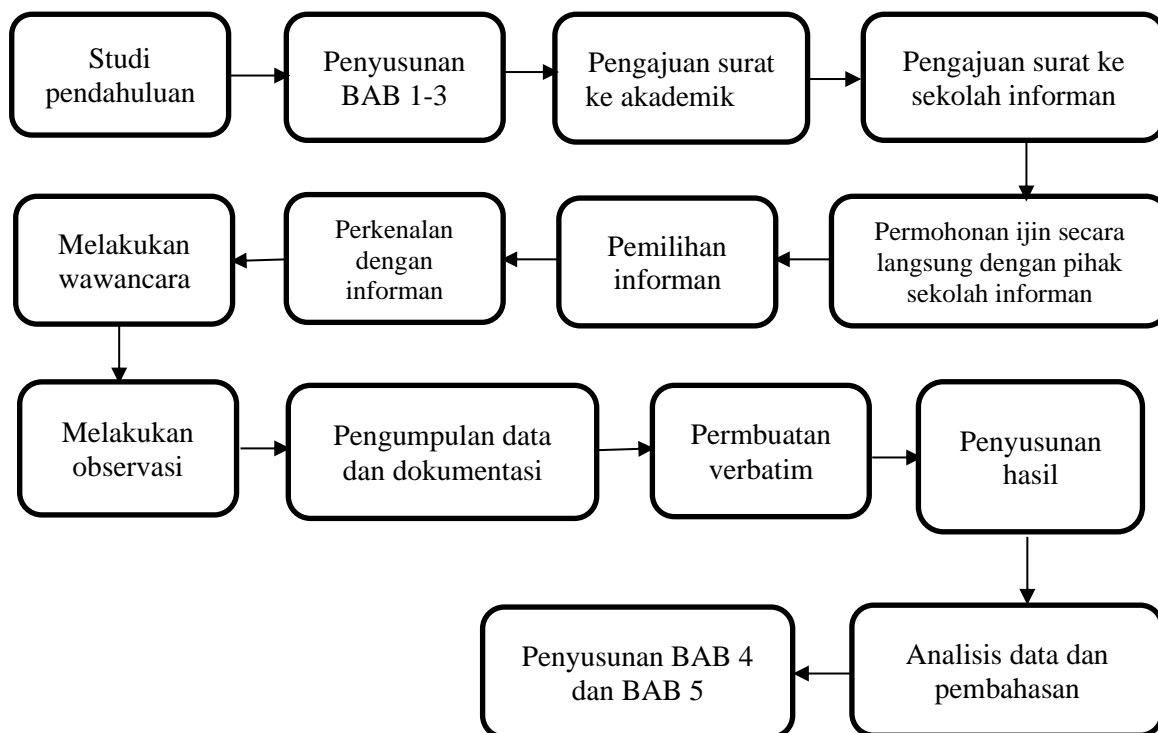 Studi
pendahuluan
Penyusunan
BAB 1-3
Pengajuan surat
ke akademik
Pengajuan surat ke
sekolah informan
Permohonan ijin secara
langsung dengan pihak
sekolah informan
Pemilihan
informan
Perkenalan
dengan
informan
Melakukan
wawancara
Melakukan
observasi
Pengumpulan data
dan dokumentasi
Permbuatan
verbatim
Penyusunan
hasil
Analisis data dan
pembahasan
Penyusunan BAB 4
dan BAB 5